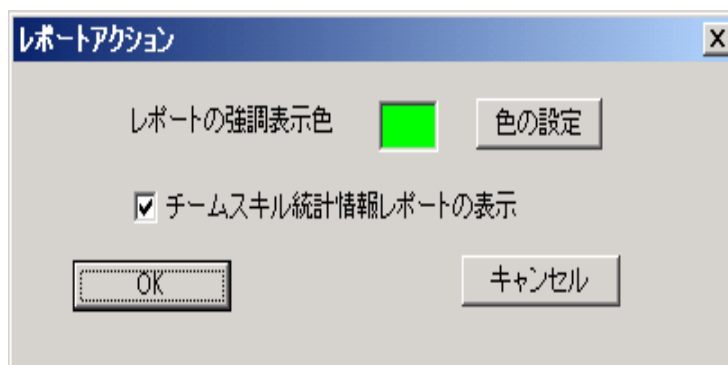 レポートアクション
レポートの強調表示色 色の設定
チームスキル統計情報レポートの表示
OK キャンセル